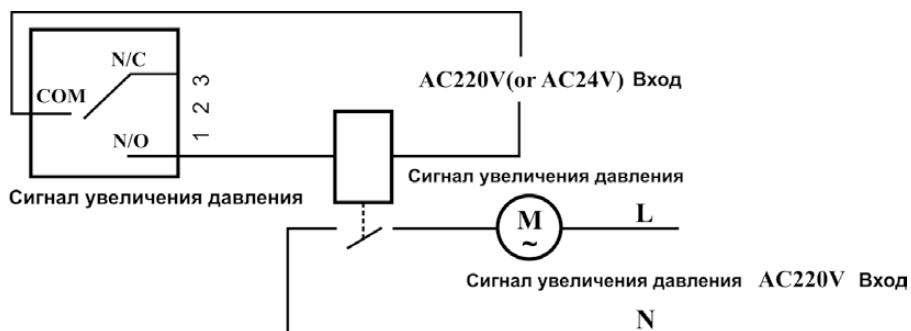 N/C
COM
N/O
1 2 3
AC220V(or AC24V) Вход
Сигнал увеличения давления
Сигнал увеличения давления
M
~
L
Сигнал увеличения давления AC220V Вход
N